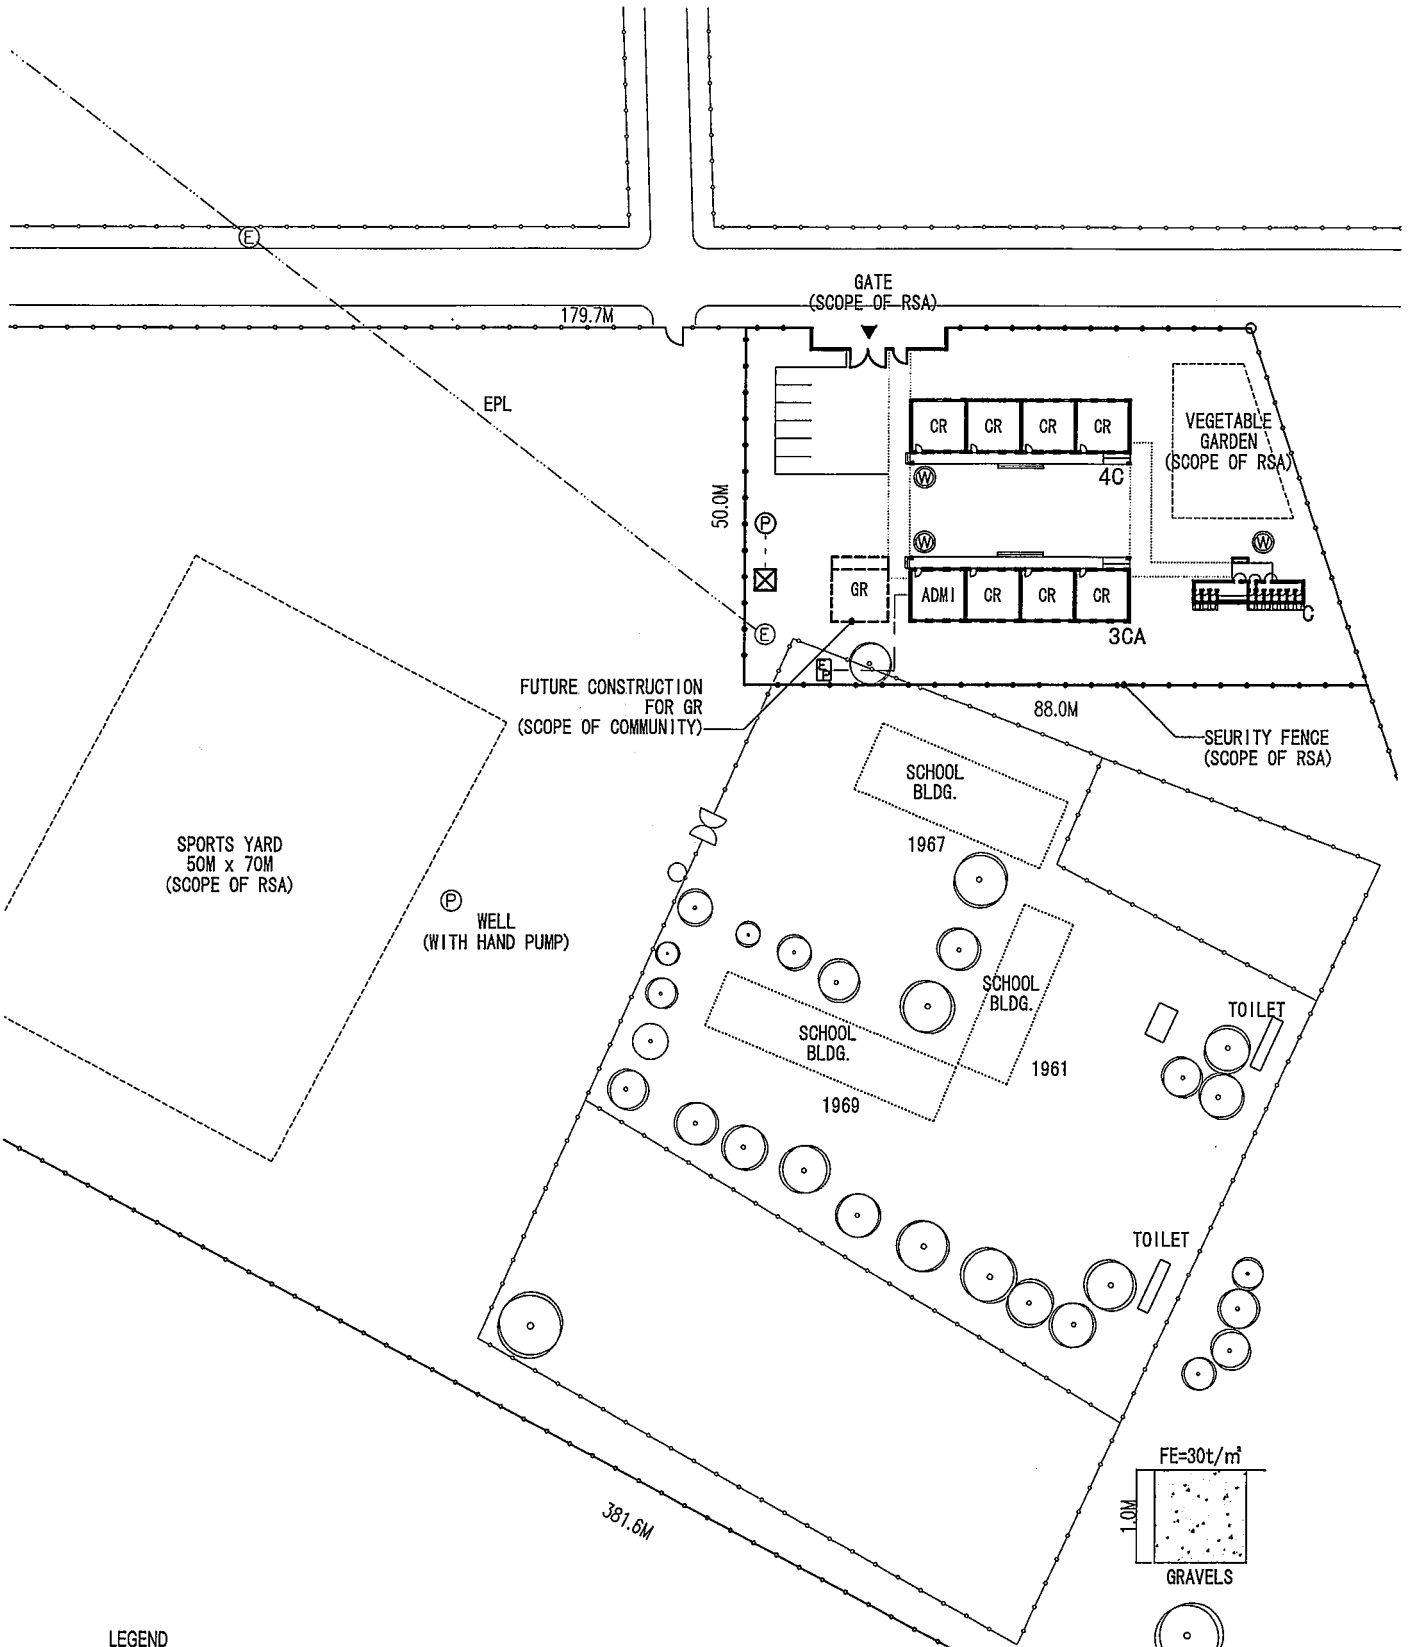 E
GATE
(SCOPE OF RSA)
179.7M
EPL
CR CR CR CR
VEGETABLE
GARDEN
(SCOPE OF RSA)
4C
W
50.0M
P
W
W
GR
ADMI CR CR CR
C
E
3CA
E
P
FUTURE CONSTRUCTION
FOR GR
(SCOPE OF COMMUNITY)
88.0M
SEURITY FENCE
(SCOPE OF RSA)
SCHOOL
BLDG.
1967
SPORTS YARD
50M x 70M
(SCOPE OF RSA)
P
WELL
(WITH HAND PUMP)
SCHOOL
BLDG.
1961
SCHOOL
BLDG.
1969
TOILET
TOILET
FE=30t/㎡
1.0M
GRAVELS
381.6M
LEGEND